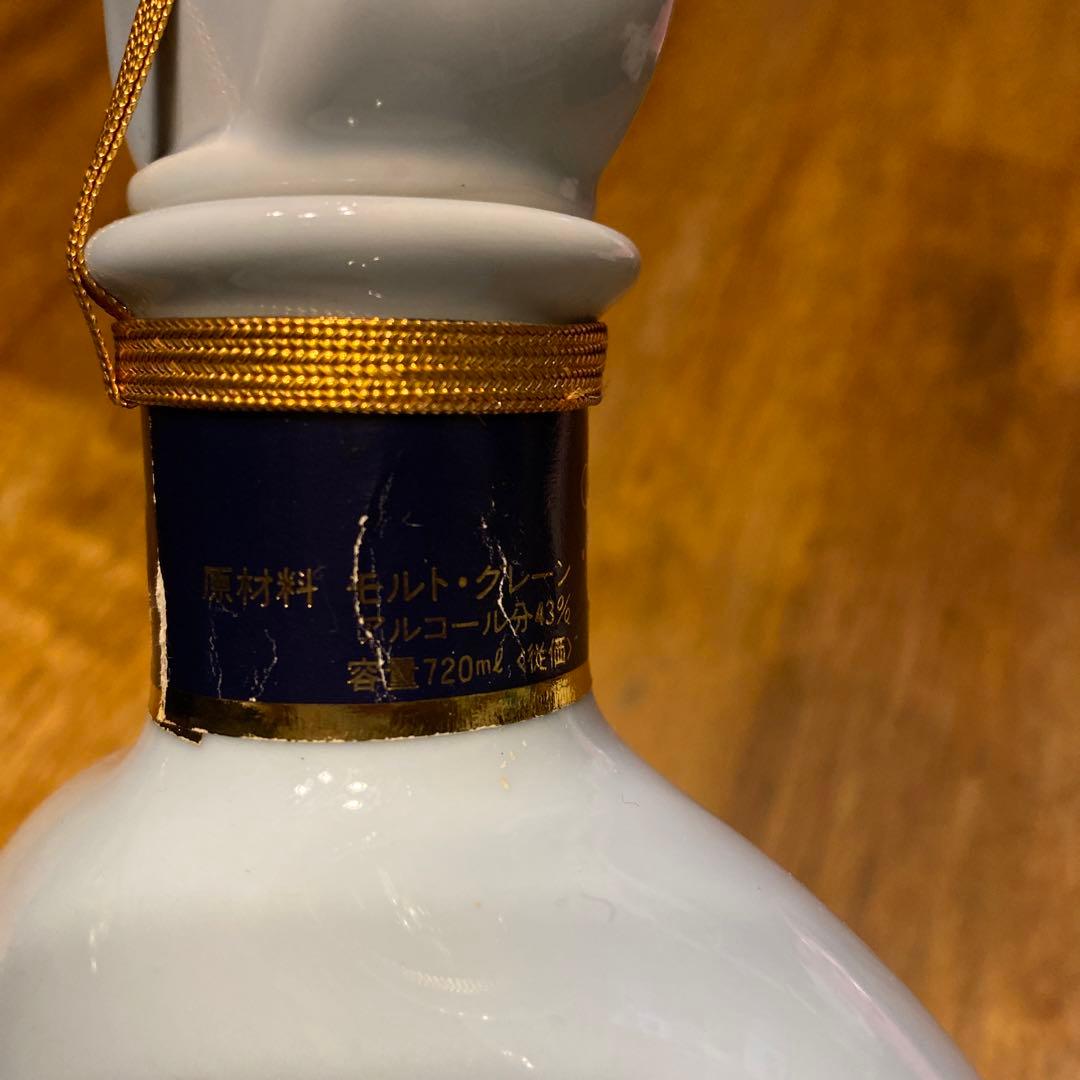 原材料 モルト・グレーン
アルコール分43%
容量720ml〈従価〉